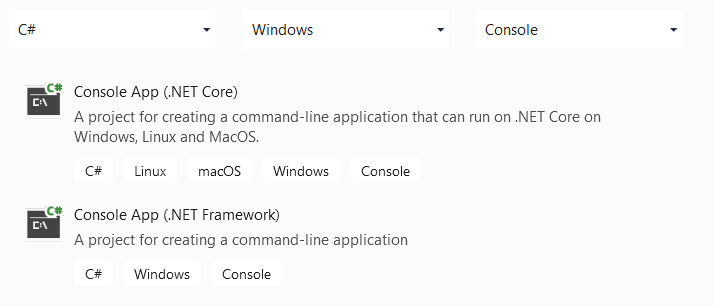 C# Windows Console
C#
C:\
Console App (.NET Core)
A project for creating a command-line application that can run on .NET Core on
Windows, Linux and MacOS.
C# Linux macOS Windows Console
C#
C:\
Console App (.NET Framework)
A project for creating a command-line application
C# Windows Console